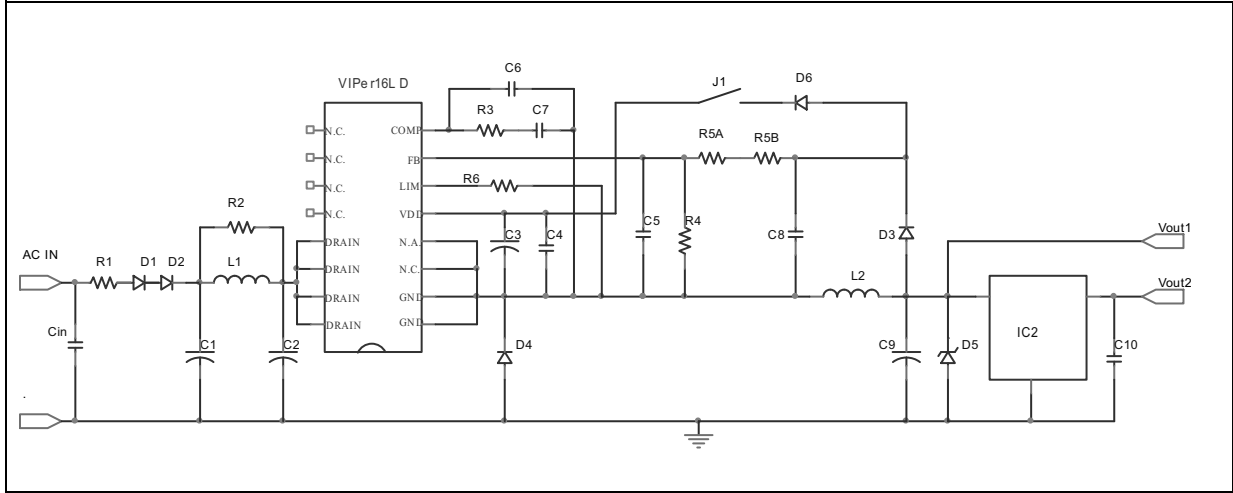 VIPer16LD
C6
R3
C7
J1
D6
N.C.
COMP
R5A
R5B
N.C.
FB
N.C.
R6
LIM
N.C.
VDD
R2
C3
C4
C5
R4
C8
D3
Vout1
AC IN
DRAIN
N.A.
R1
D1
D2
L1
DRAIN
N.C.
L2
Vout2
DRAIN
GND
DRAIN
GND
Cin
C1
C2
D4
C9
D5
IC2
C10